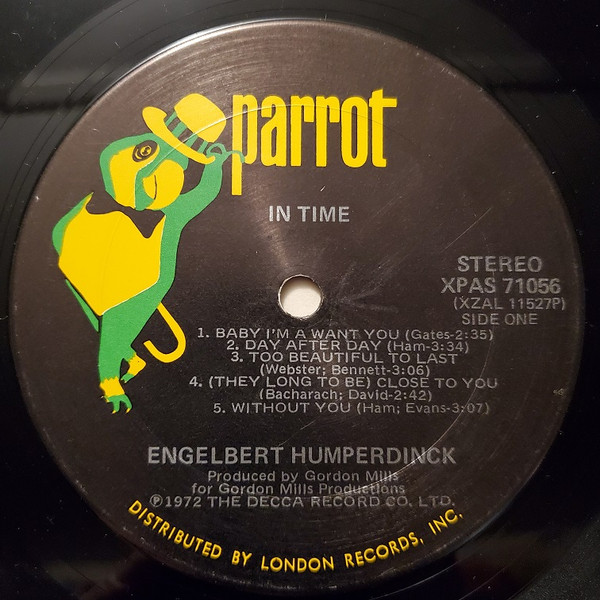 parrot
IN TIME
STEREO
XPAS 71056
(XZAL 11527P)
SIDE ONE
1. BABY I'M A WANT YOU (Gates-2:35)
2. DAY AFTER DAY (Ham-3:34)
3. TOO BEAUTIFUL TO LAST
(Webster; Bennett-3:06)
4. (THEY LONG TO BE) CLOSE TO YOU
(Bacharach; David-2:42)
5. WITHOUT YOU (Ham; Evans-3:07)
ENGELBERT HUMPERDINCK
Produced by Gordon Mills
for Gordon Mills Productions
Ⓟ1972 THE DECCA RECORD CO. LTD.
DISTRIBUTED BY LONDON RECORDS, INC.